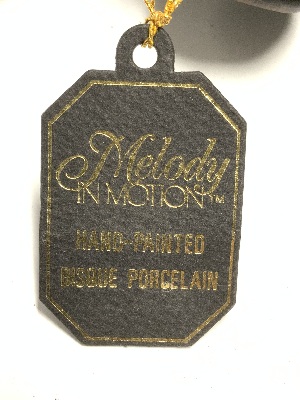 Melody
IN MOTION™
HAND-PAINTED
BISQUE PORCELAIN